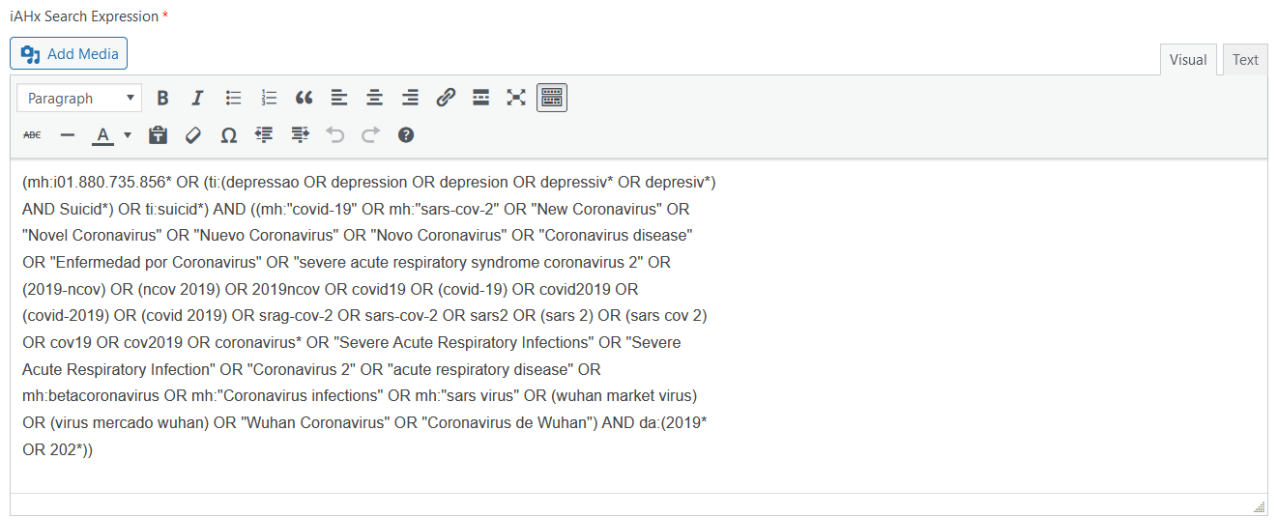 iAHx Search Expression *
Add Media
Visual Text
Paragraph
ABC
(mh:i01.880.735.856* OR (ti:(depressao OR depression OR depresion OR depressiv* OR depresiv*)
AND Suicid*) OR ti:suicid*) AND ((mh:"covid-19" OR mh:"sars-cov-2" OR "New Coronavirus" OR
"Novel Coronavirus" OR "Nuevo Coronavirus" OR "Novo Coronavirus" OR "Coronavirus disease"
OR "Enfermedad por Coronavirus" OR "severe acute respiratory syndrome coronavirus 2" OR
(2019-ncov) OR (ncov 2019) OR 2019ncov OR covid19 OR (covid-19) OR covid2019 OR
(covid-2019) OR (covid 2019) OR srag-cov-2 OR sars-cov-2 OR sars2 OR (sars 2) OR (sars cov 2)
OR cov19 OR cov2019 OR coronavirus* OR "Severe Acute Respiratory Infections" OR "Severe
Acute Respiratory Infection" OR "Coronavirus 2" OR "acute respiratory disease" OR
mh:betacoronavirus OR mh:"Coronavirus infections" OR mh:"sars virus" OR (wuhan market virus)
OR (virus mercado wuhan) OR "Wuhan Coronavirus" OR "Coronavirus de Wuhan") AND da:(2019*
OR 202*))